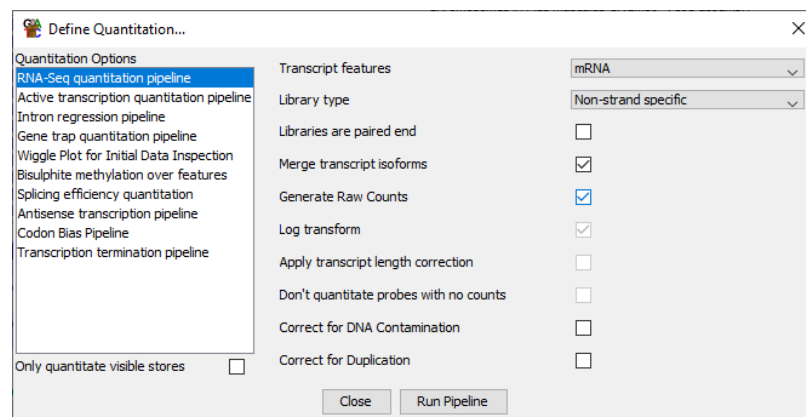 Define Quantitation...
Quantitation Options
RNA-Seq quantitation pipeline
Active transcription quantitation pipeline
Intron regression pipeline
Gene trap quantitation pipeline
Wiggle Plot for Initial Data Inspection
Bisulphite methylation over features
Splicing efficiency quantitation
Antisense transcription pipeline
Codon Bias Pipeline
Transcription termination pipeline
Only quantitate visible stores
Transcript features mRNA
Library type Non-strand specific
Libraries are paired end
Merge transcript isoforms
Generate Raw Counts
Log transform
Apply transcript length correction
Don't quantitate probes with no counts
Correct for DNA Contamination
Correct for Duplication
Close Run Pipeline